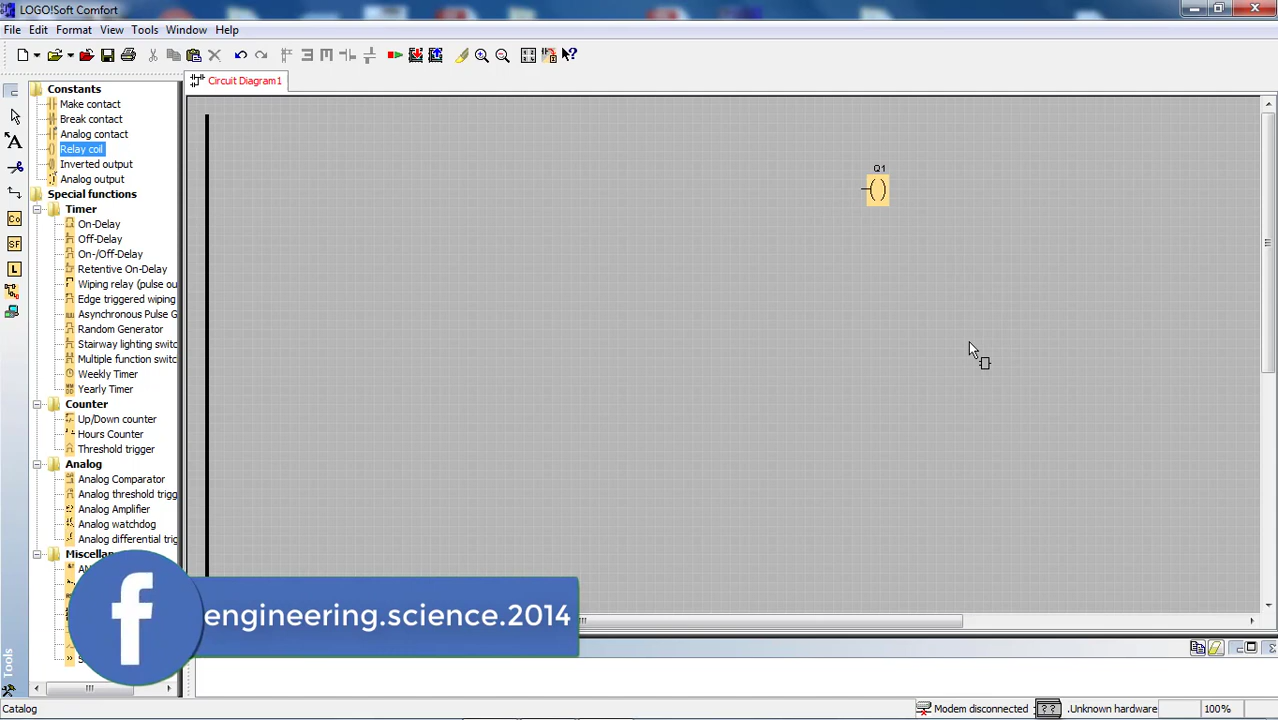 LOGO!Soft Comfort
File Edit Format View Tools Window Help
Circuit Diagram1
Constants
Make contact
Break contact
Analog contact
Relay coil
Inverted output
Analog output
Special functions
Timer
On-Delay
Off-Delay
On-/Off-Delay
Retentive On-Delay
Wiping relay (pulse ou
Edge triggered wiping
Asynchronous Pulse G
Random Generator
Stairway lighting switc
Multiple function switc
Weekly Timer
Yearly Timer
Counter
Up/Down counter
Hours Counter
Threshold trigger
Analog
Analog Comparator
Analog threshold trigg
Analog Amplifier
Analog watchdog
Analog differential trig
Co
SF
L
Q1
f engineering.science.2014
Tools
Catalog
Modem disconnected
? ?
.Unknown hardware
100%